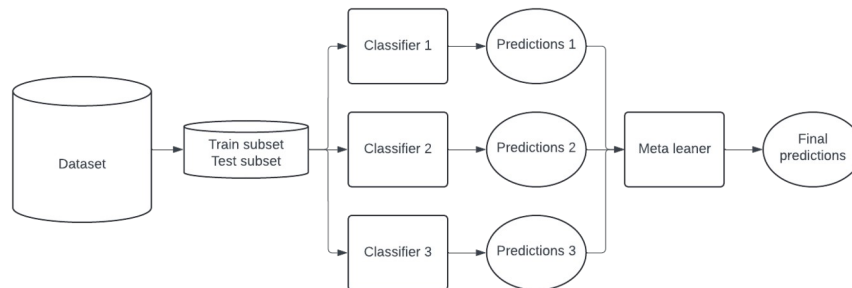 Dataset
Train subset
Test subset
Classifier 1
Predictions 1
Classifier 2
Predictions 2
Classifier 3
Predictions 3
Meta leaner
Final
predictions